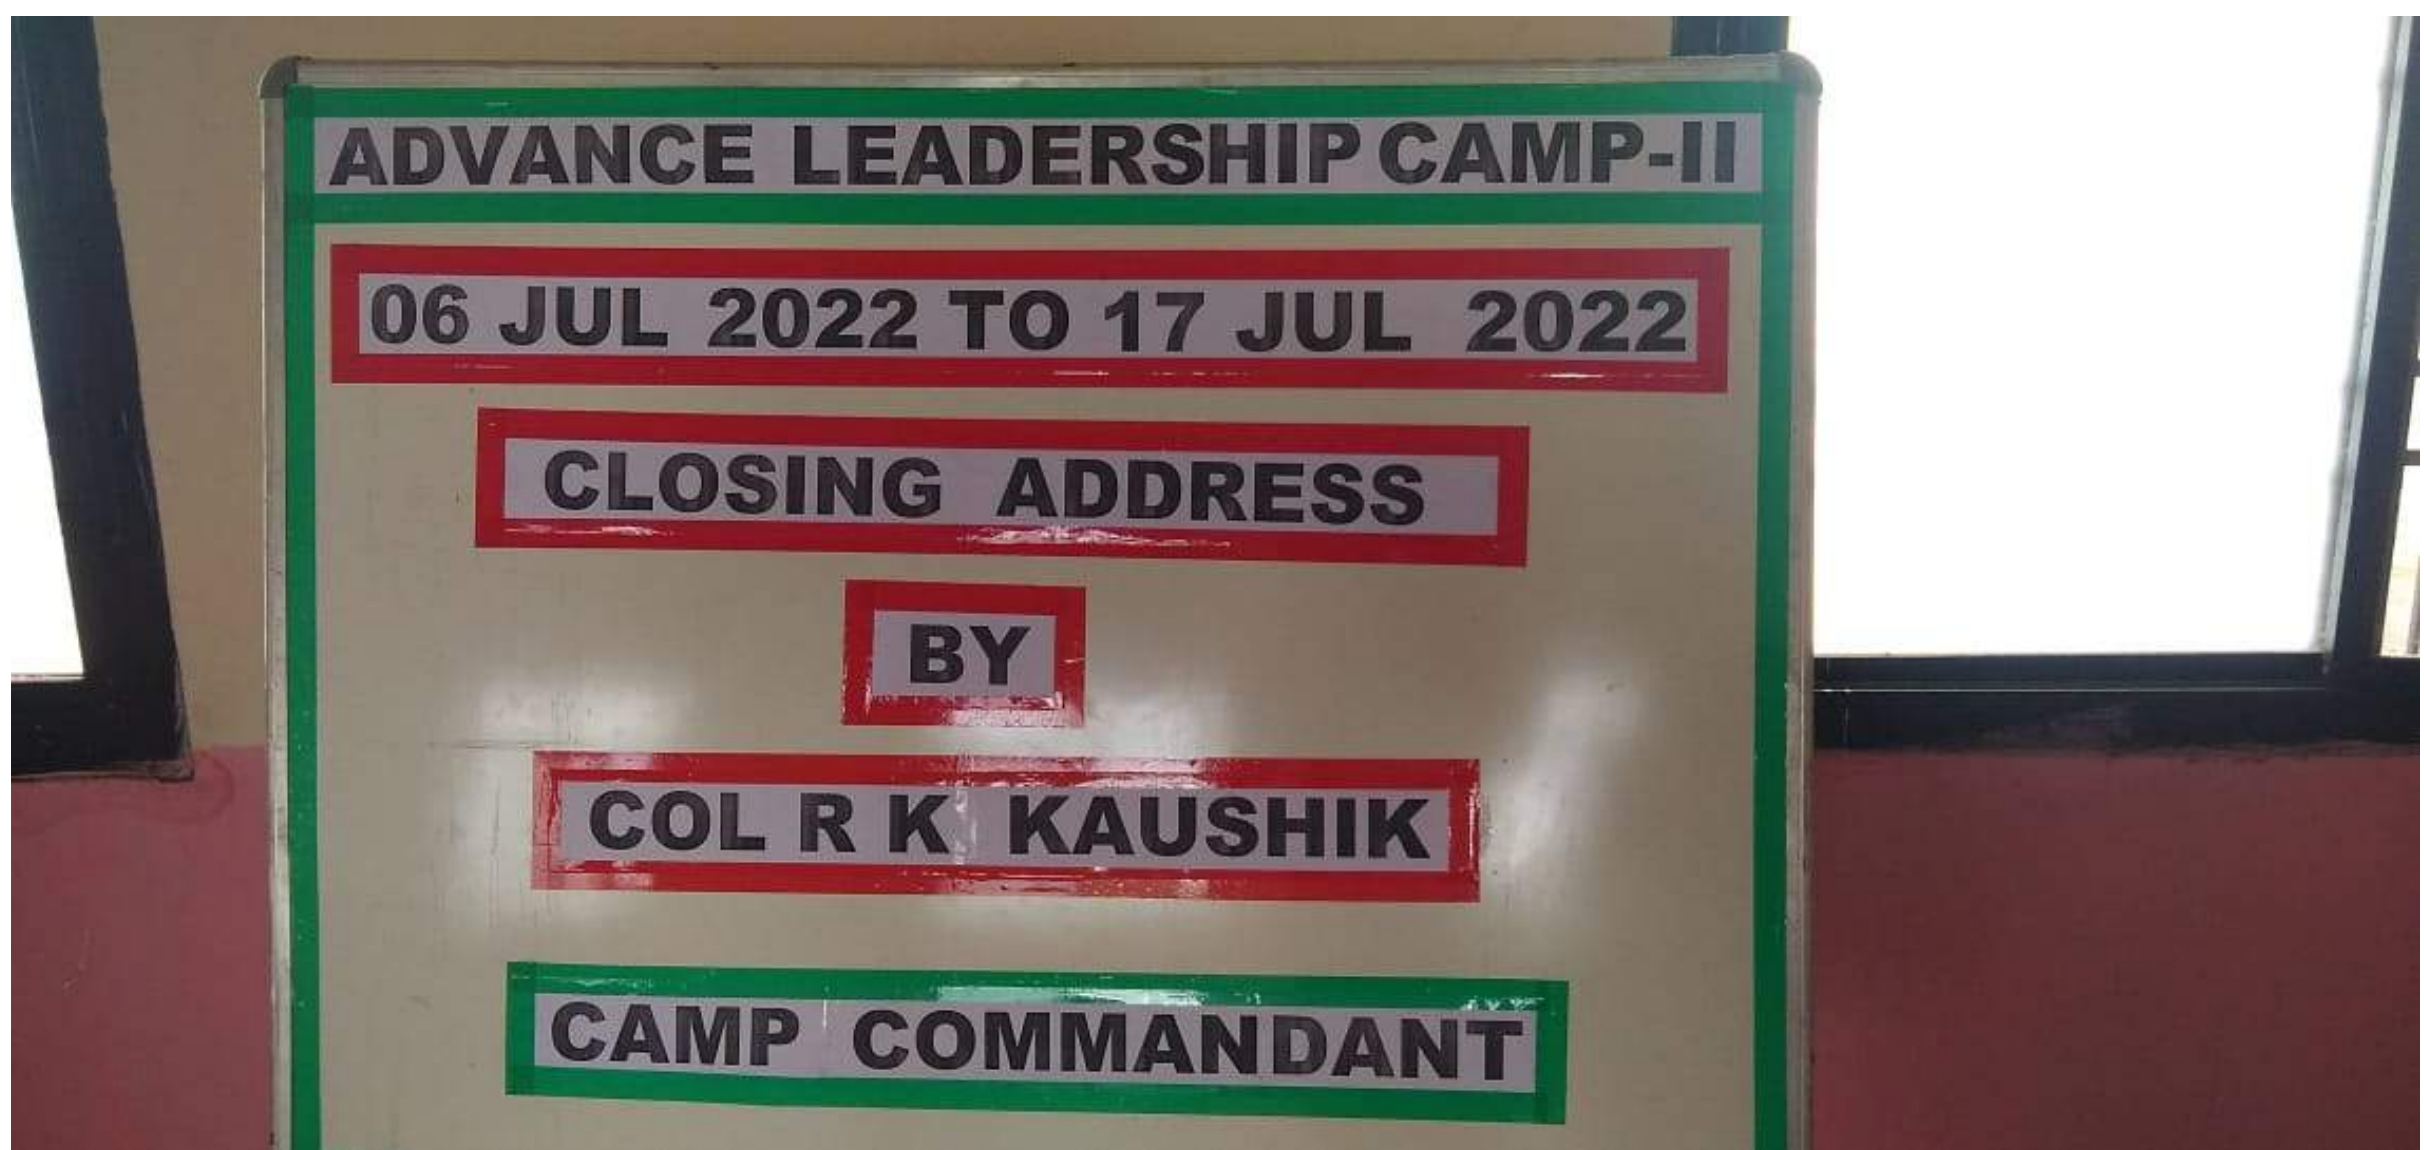 ADVANCE LEADERSHIP CAMP-II
06 JUL 2022 TO 17 JUL 2022
CLOSING ADDRESS
BY
COL R K KAUSHIK
CAMP COMMANDANT